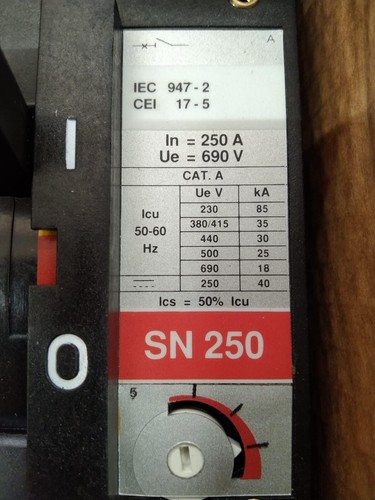 A
IEC 947-2
CEI 17-5
In = 250 A
Ue = 690 V
CAT. A
Icu
50-60
Hz
Ue V kA
230 85
380/415 35
440 30
500 25
690 18
250 40
Ics = 50% Icu
SN 250
O